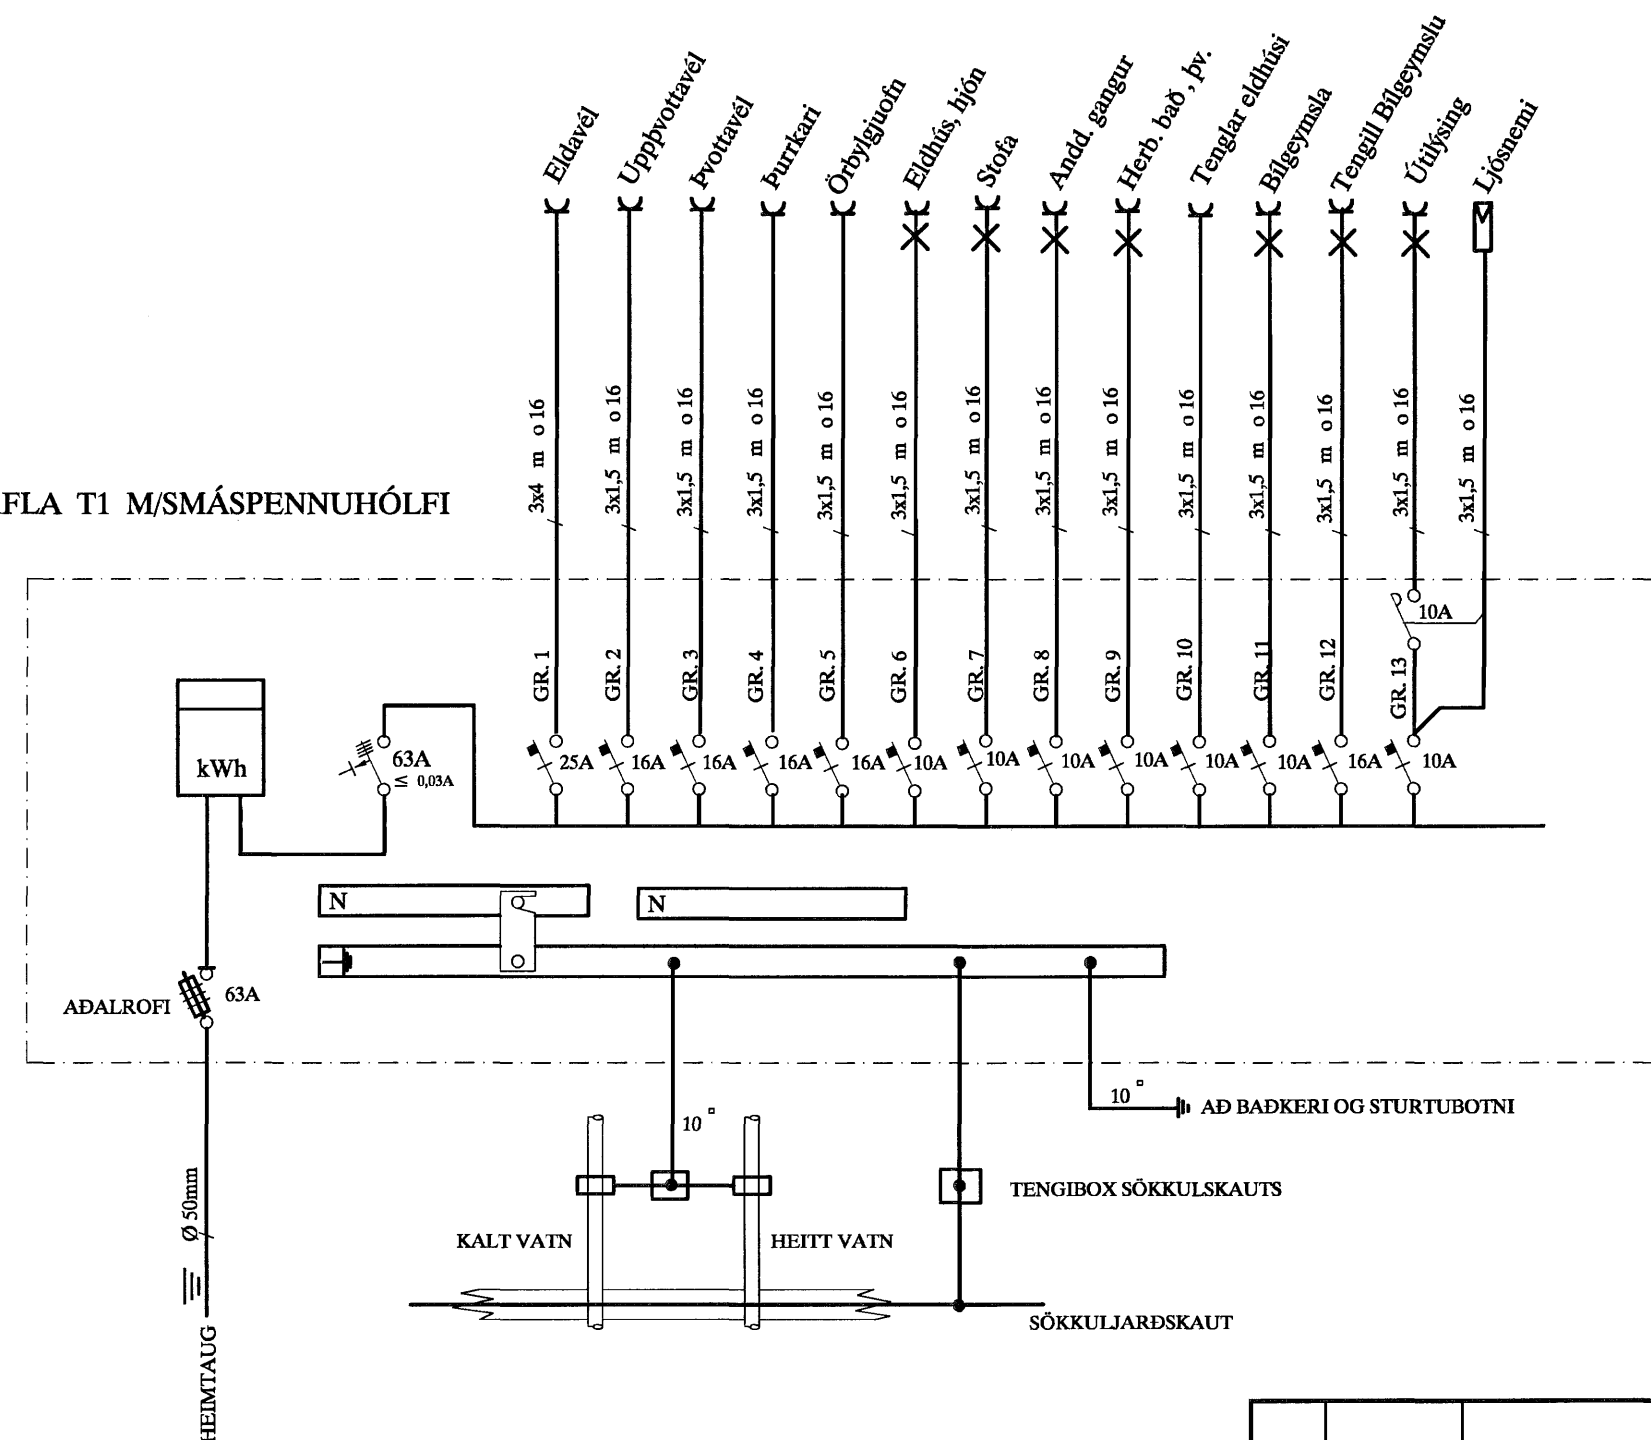 Eldavél
Uppþvottavél
Þvottavél
Þurrkari
Örbylgjuofn
Eldhús, hjón
Stofa
Andd. gangur
Herb. bað, þv.
Tenglar eldhúsi
Bílgeymsla
Tengill Bílgeymslu
Útilýsing
Ljósnemi
3x4 m o 16
3x1,5 m o 16
3x1,5 m o 16
3x1,5 m o 16
3x1,5 m o 16
3x1,5 m o 16
3x1,5 m o 16
3x1,5 m o 16
3x1,5 m o 16
3x1,5 m o 16
3x1,5 m o 16
3x1,5 m o 16
3x1,5 m o 16
3x1,5 m o 16
FLA T1 M/SMÁSPENNUHÓLFI
10A
GR. 1
GR. 2
GR. 3
GR. 4
GR. 5
GR. 6
GR. 7
GR. 8
GR. 9
GR. 10
GR. 11
GR. 12
GR. 13
kWh
63A
≤ 0,03A
25A
16A
16A
16A
16A
10A
10A
10A
10A
10A
10A
16A
10A
N
N
AÐALROFI
63A
10
AÐ BAÐKERI OG STURTUBOTNI
10
Ø 50mm
TENGIBOX SÖKKULSKAUTS
KALT VATN
HEITT VATN
SÖKKULJARÐSKAUT
HEIMTAUG